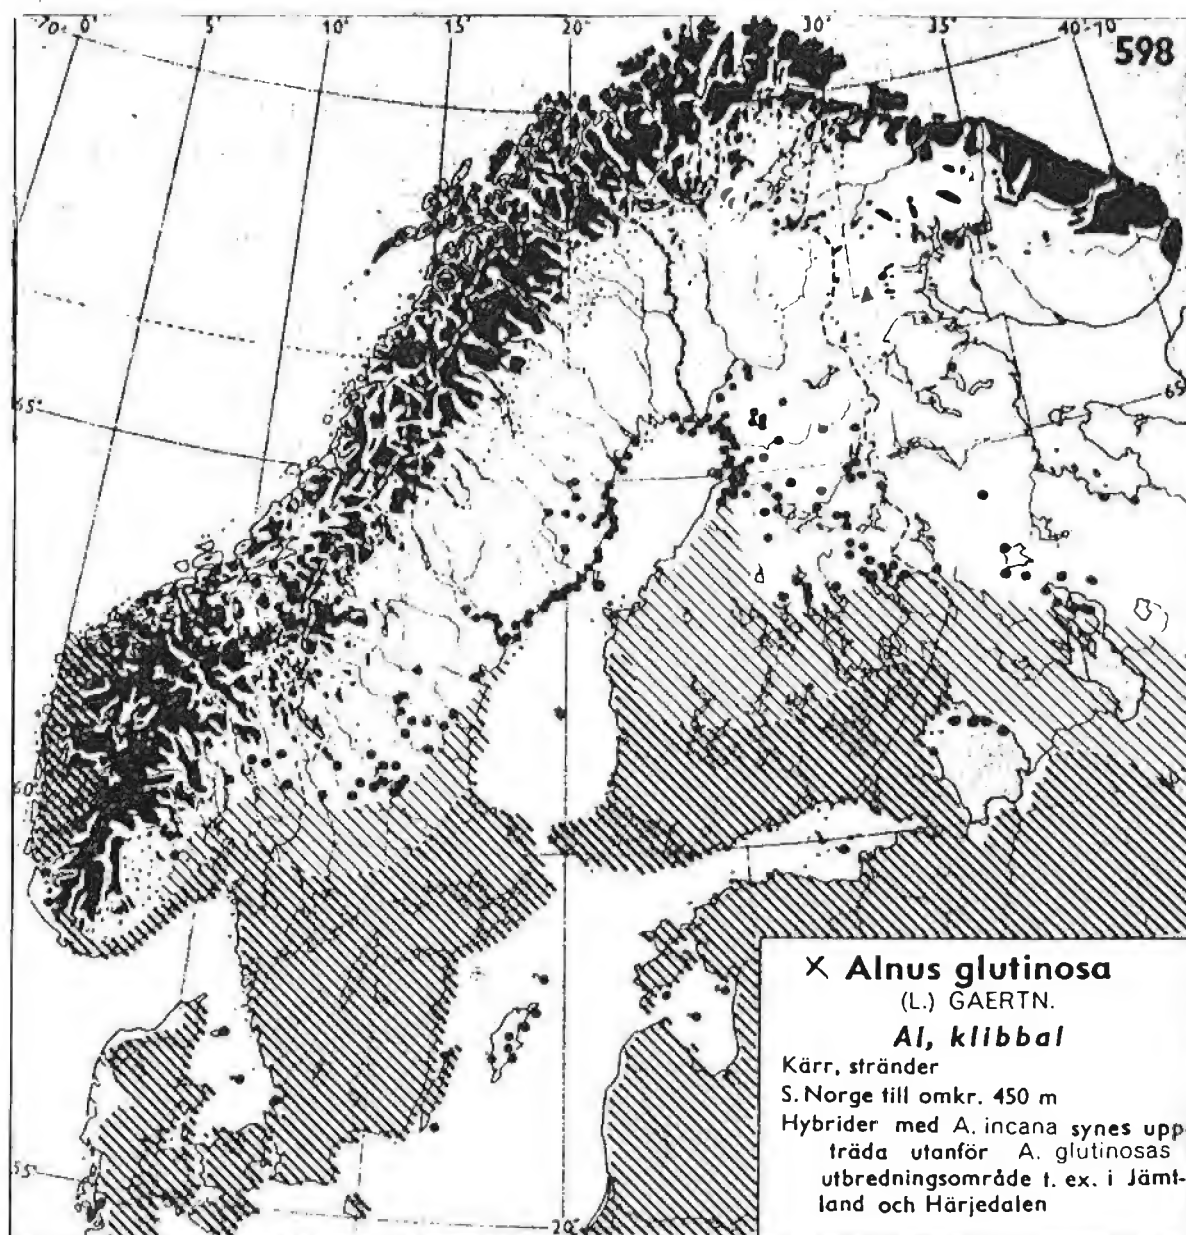 0° 5° 10° 15° 20° 25° 30° 35° 40°
598
65°
65
60°
55°
20°
× Alnus glutinosa
(L.) GAERTN.
Al, klibbal
Kärr, stränder
S. Norge till omkr. 450 m
Hybrider med A. incana synes upp-
träda utanför A. glutinosas
utbredningsområde t. ex. i Jämt-
land och Härjedalen